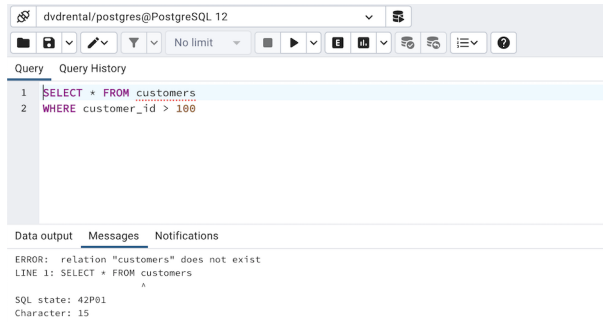 dvdrental/postgres@PostgreSQL 12
No limit
E
Query Query History
1 SELECT * FROM customers
2 WHERE customer_id > 100
Data output Messages Notifications
ERROR:  relation "customers" does not exist
LINE 1: SELECT * FROM customers
^
SQL state: 42P01
Character: 15